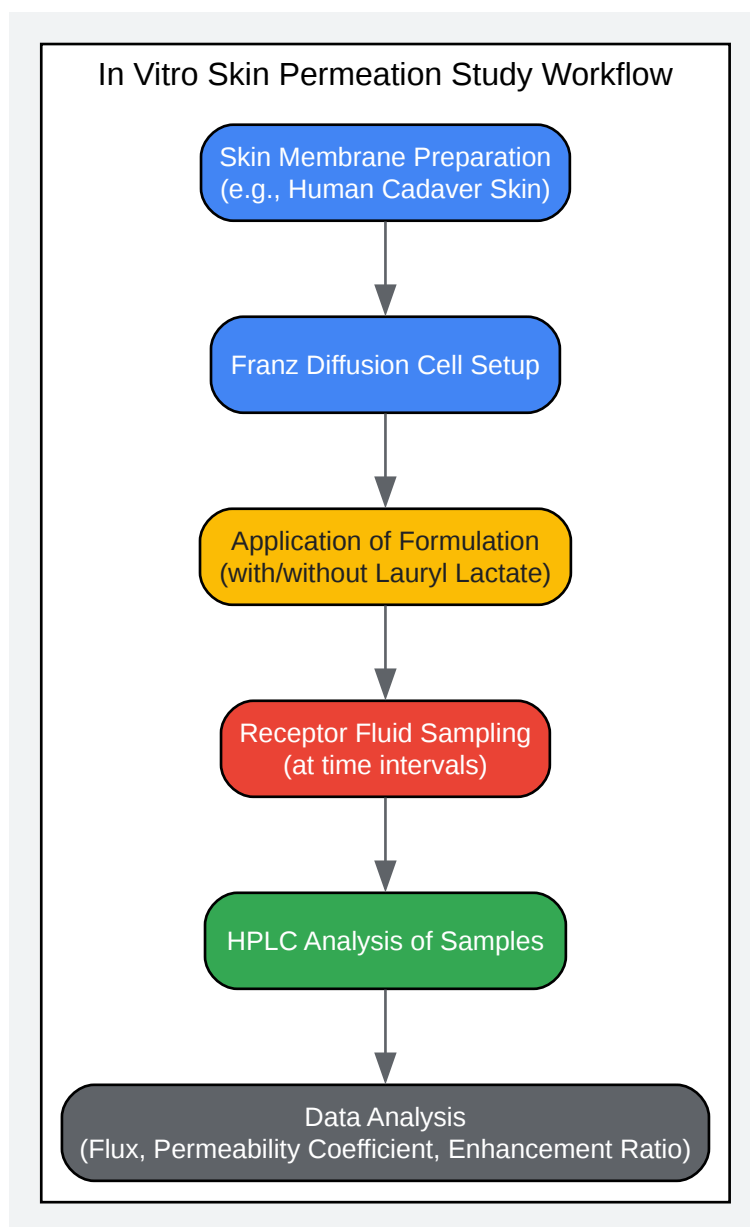 In Vitro Skin Permeation Study Workflow
Skin Membrane Preparation
(e.g., Human Cadaver Skin)
Franz Diffusion Cell Setup
Application of Formulation
(with/without Lauryl Lactate)
Receptor Fluid Sampling
(at time intervals)
HPLC Analysis of Samples
Data Analysis
(Flux, Permeability Coefficient, Enhancement Ratio)